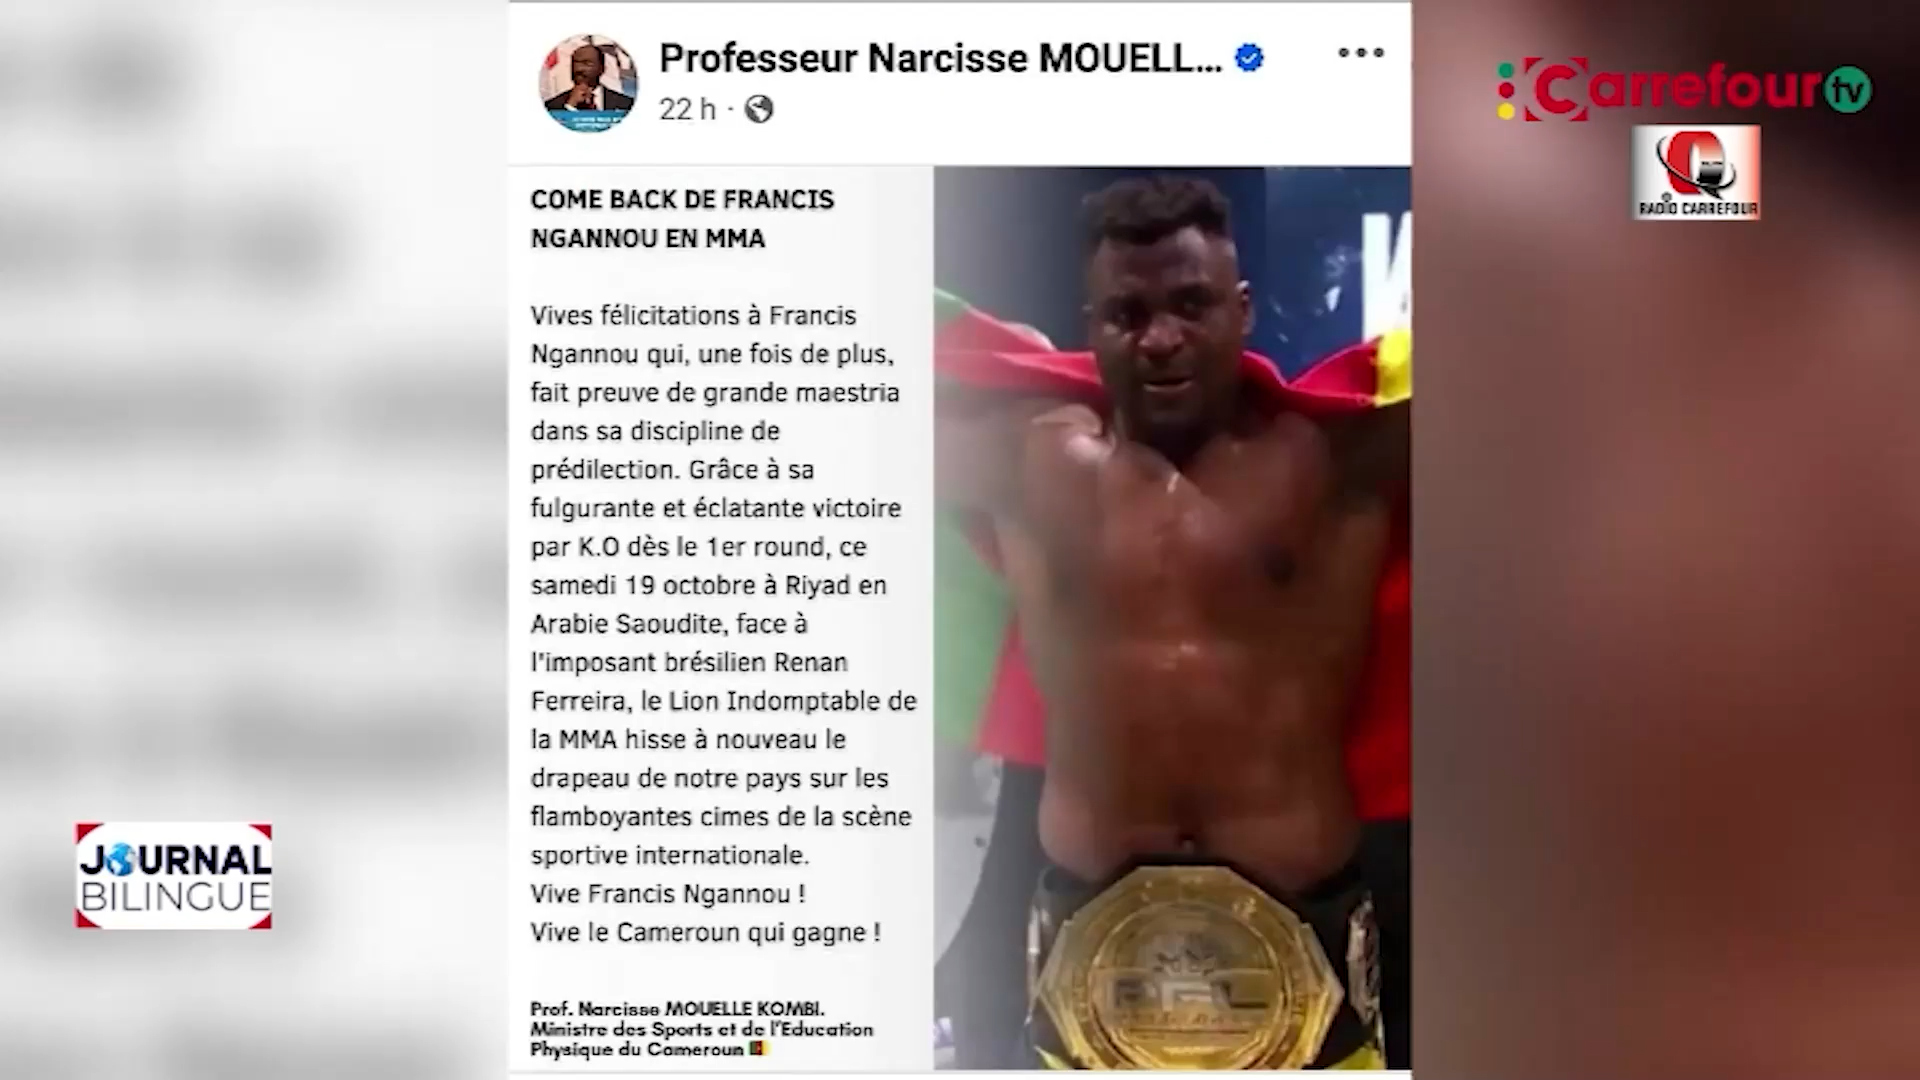 Professeur Narcisse MOUELL...
22 h ·
Carrefour tv
RADIO CARREFOUR
COME BACK DE FRANCIS
NGANNOU EN MMA
Vives félicitations à Francis
Ngannou qui, une fois de plus,
fait preuve de grande maestria
dans sa discipline de
prédilection. Grâce à sa
fulgurante et éclatante victoire
par K.O dès le 1er round, ce
samedi 19 octobre à Riyad en
Arabie Saoudite, face à
l'imposant brésilien Renan
Ferreira, le Lion Indomptable de
la MMA hisse à nouveau le
drapeau de notre pays sur les
flamboyantes cimes de la scène
sportive internationale.
Vive Francis Ngannou !
Vive le Cameroun qui gagne !
Prof. Narcisse MOUELLE KOMBI.
Ministre des Sports et de l'Education
Physique du Cameroun
PFL
JOURNAL
BILINGUE